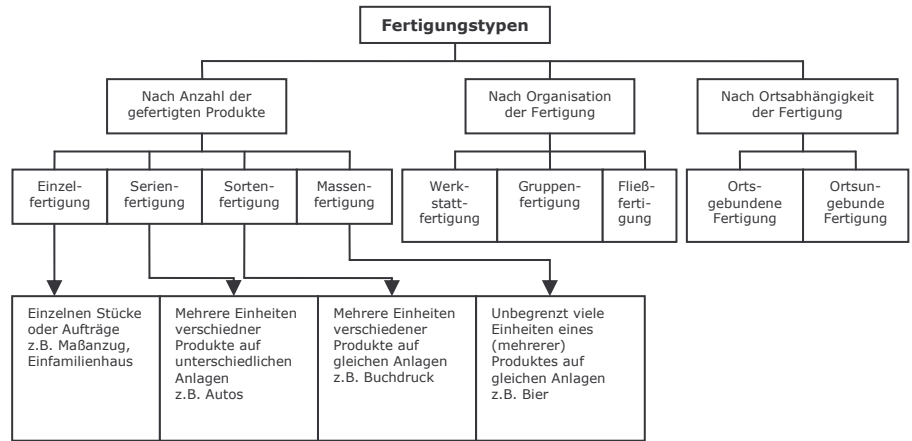 Fertigungstypen
Nach Anzahl der
gefertigten Produkte
Nach Organisation
der Fertigung
Nach Ortsabhängigkeit
der Fertigung
Einzel-
fertigung
Serien-
fertigung
Sorten-
fertigung
Massen-
fertigung
Werk-
statt-
fertigung
Gruppen-
fertigung
Fließ-
ferti-
gung
Orts-
gebundene
Fertigung
Ortsun-
gebunde
Fertigung
Einzelnen Stücke
oder Aufträge
z.B. Maßanzug,
Einfamilienhaus
Mehrere Einheiten
verschiedner
Produkte auf
unterschiedlichen
Anlagen
z.B. Autos
Mehrere Einheiten
verschiedener
Produkte auf
gleichen Anlagen
z.B. Buchdruck
Unbegrenzt viele
Einheiten eines
(mehrerer)
Produktes auf
gleichen Anlagen
z.B. Bier